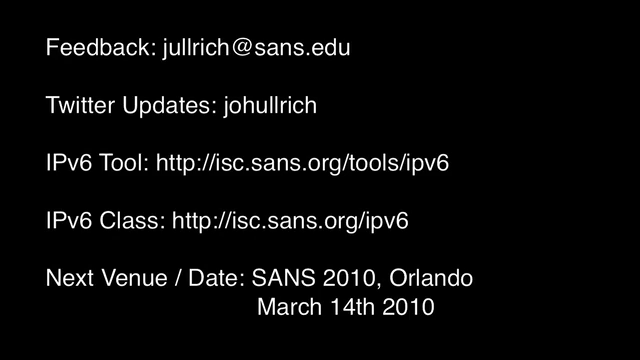 Feedback: jullrich@sans.edu
Twitter Updates: johullrich
IPv6 Tool: http://isc.sans.org/tools/ipv6
IPv6 Class: http://isc.sans.org/ipv6
Next Venue / Date: SANS 2010, Orlando
March 14th 2010